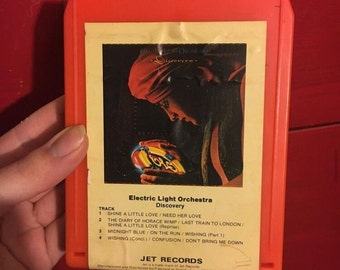 Electric Light Orchestra
Discovery
TRACK
1 SHINE A LITTLE LOVE / NEED HER LOVE
2 THE DIARY OF HORACE WIMP / LAST TRAIN TO LONDON /
SHINE A LITTLE LOVE (Reprise)
3 MIDNIGHT BLUE / ON THE RUN / WISHING (Part 1)
4 WISHING (Concl.) / CONFUSION / DON'T BRING ME DOWN
JET RECORDS